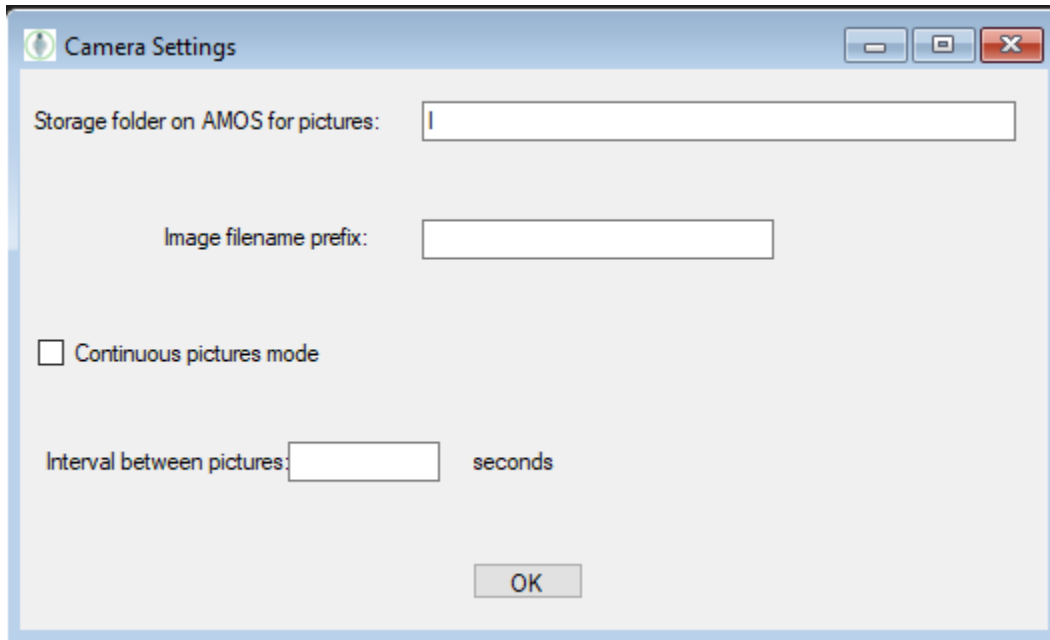 Camera Settings
Storage folder on AMOS for pictures:
Image filename prefix:
Continuous pictures mode
Interval between pictures: seconds
OK